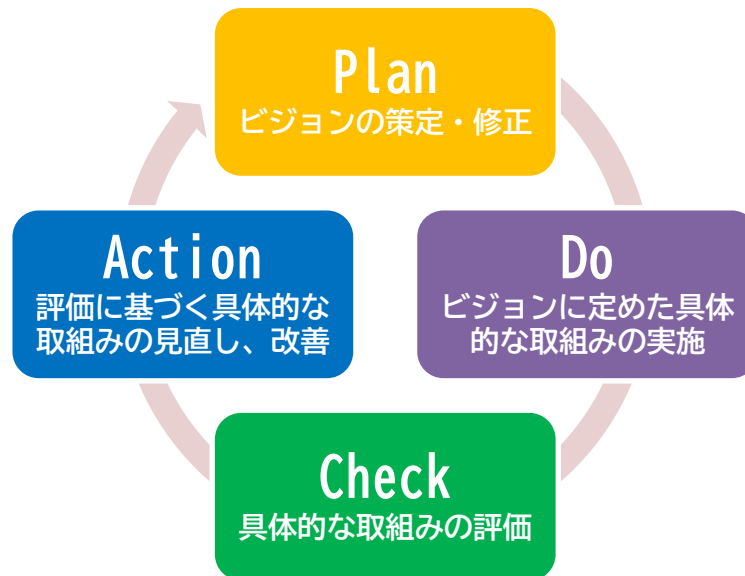 Plan
ビジョンの策定・修正
Action
評価に基づく具体的な
取組みの見直し、改善
Do
ビジョンに定めた具体
的な取組みの実施
Check
具体的な取組みの評価